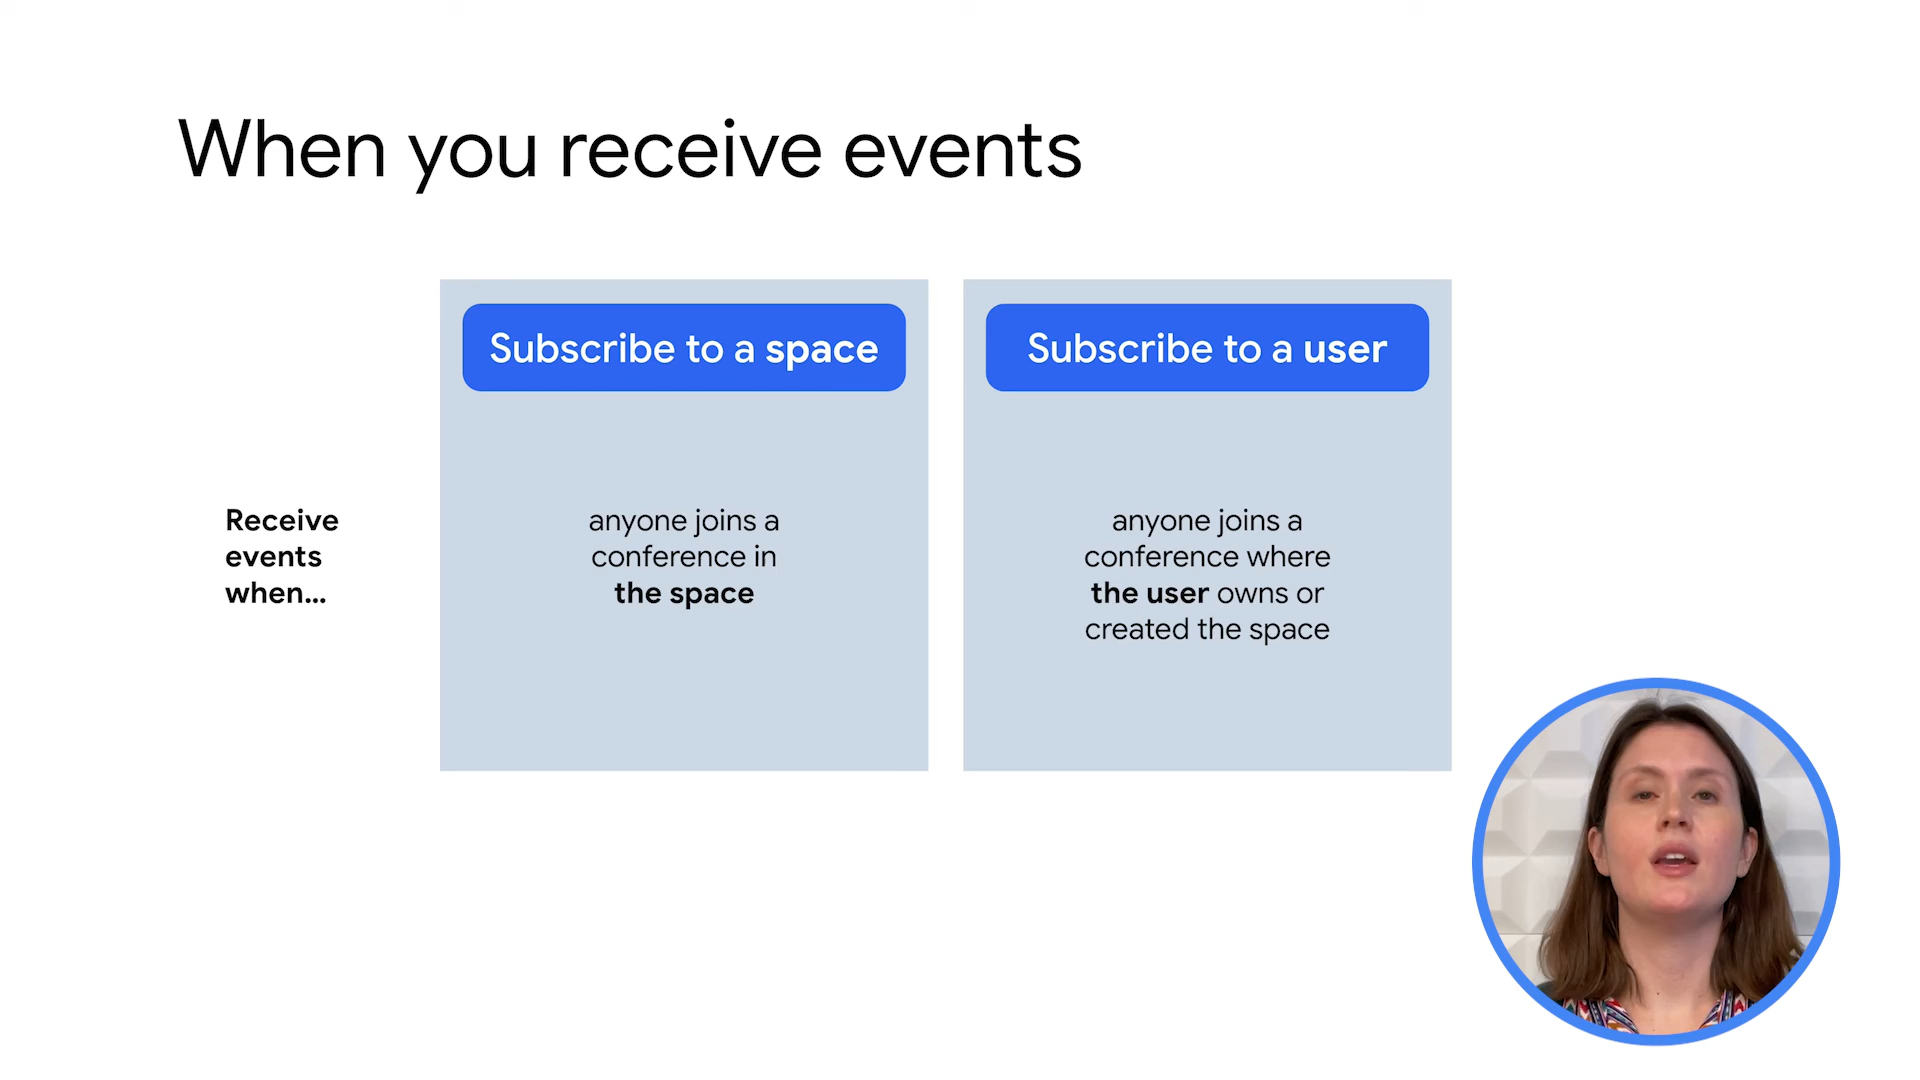 When you receive events
Subscribe to a space
Subscribe to a user
Receive
events
when...
anyone joins a
conference in
the space
anyone joins a
conference where
the user owns or
created the space